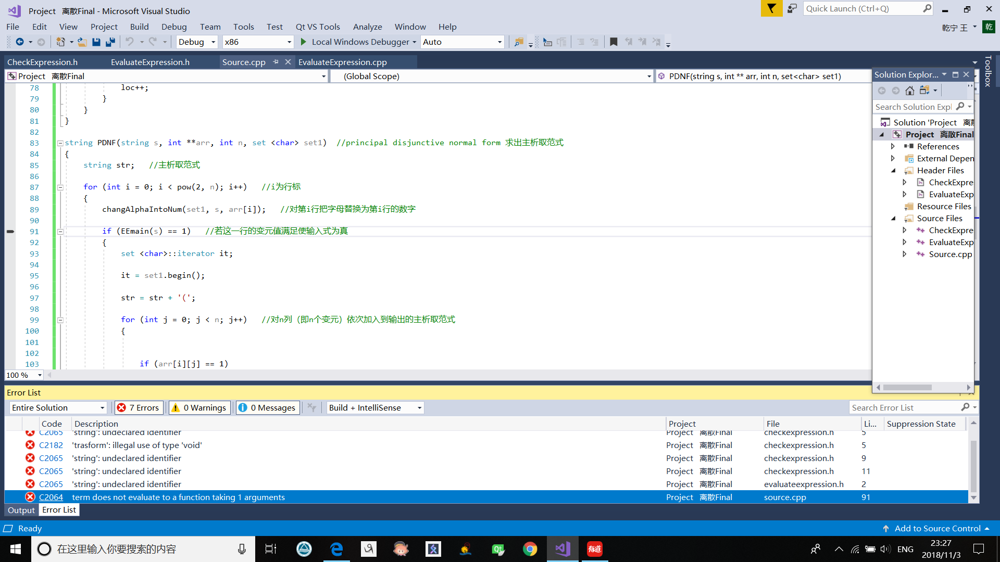 Project 离散Final - Microsoft Visual Studio
Quick Launch (Ctrl+Q)
File Edit View Project Build Debug Team Tools Test Qt VS Tools Analyze Window Help
乾宁 王 乾
Debug x86 Local Windows Debugger Auto
CheckExpression.h EvaluateExpression.h Source.cpp EvaluateExpression.cpp
Project 离散Final (Global Scope) PDNF(string s, int ** arr, int n, set<char> set1)
78 loc++;
79 }
80 }
81 }
82
83 string PDNF(string s, int **arr, int n, set <char> set1) //principal disjunctive normal form 求出主析取范式
84 {
85 string str; //主析取范式
86
87 for (int i = 0; i < pow(2, n); i++) //i为行标
88 {
89 changAlphaIntoNum(set1, s, arr[i]); //对第i行把字母替换为第i行的数字
90
91 if (EEmain(s) == 1) //若这一行的变元值满足使输入式为真
92 {
93 set <char>::iterator it;
94
95 it = set1.begin();
96
97 str = str + '(';
98
99 for (int j = 0; j < n; j++) //对n列（即n个变元）依次加入到输出的主析取范式
100 {
101
102
103 if (arr[i][j] == 1)
100 %
Toolbox
Solution Explor...
Search Solution Expl
Solution 'Project 离散
Project 离散Final
References
External Depen
Header Files
CheckExpre
EvaluateExp
Resource Files
Source Files
CheckExpre
EvaluateExp
Source.cpp
Error List
Entire Solution 7 Errors 0 Warnings 0 Messages Build + IntelliSense Search Error List
Code Description Project File Li... Suppression State
C2065 'string': undeclared identifier Project 离散Final checkexpression.h 5
C2182 'trasform': illegal use of type 'void' Project 离散Final checkexpression.h 5
C2065 'string': undeclared identifier Project 离散Final checkexpression.h 9
C2065 'string': undeclared identifier Project 离散Final checkexpression.h 11
C2065 'string': undeclared identifier Project 离散Final evaluateexpression.h 2
C2064 term does not evaluate to a function taking 1 arguments Project 离散Final source.cpp 91
Output Error List
Ready Add to Source Control
在这里输入你要搜索的内容 Qt 有道 ENG 23:27
2018/11/3